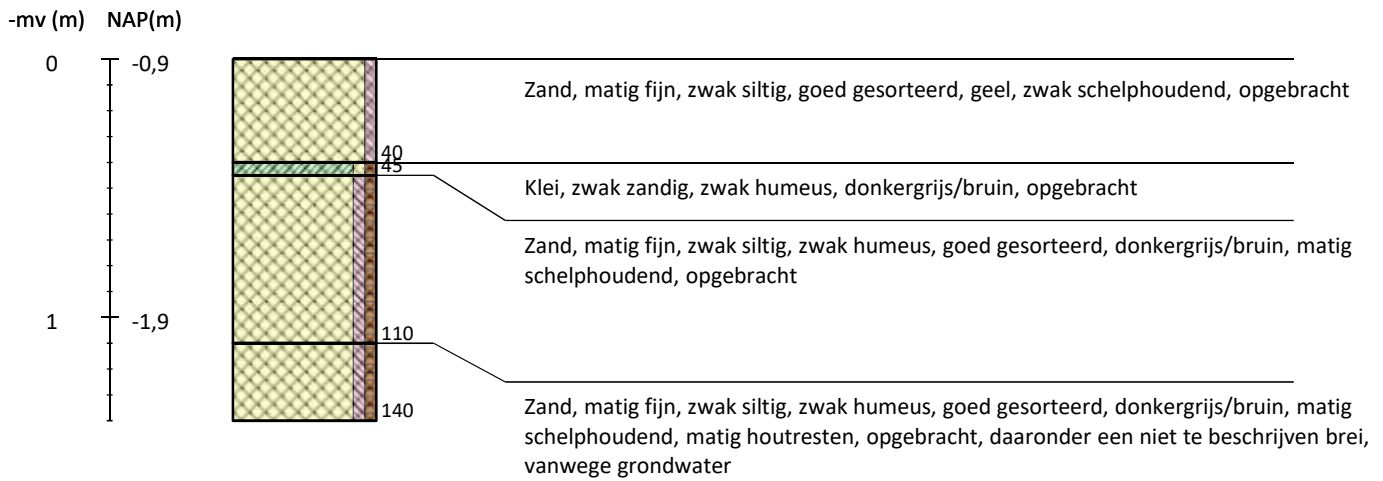 -mv (m) NAP(m)
0 -0,9
Zand, matig fijn, zwak siltig, goed gesorteerd, geel, zwak schelphoudend, opgebracht
40
45
Klei, zwak zandig, zwak humeus, donkergrijs/bruin, opgebracht
Zand, matig fijn, zwak siltig, zwak humeus, goed gesorteerd, donkergrijs/bruin, matig
schelphoudend, opgebracht
1 -1,9
110
140
Zand, matig fijn, zwak siltig, zwak humeus, goed gesorteerd, donkergrijs/bruin, matig
schelphoudend, matig houtresten, opgebracht, daaronder een niet te beschrijven brei,
vanwege grondwater